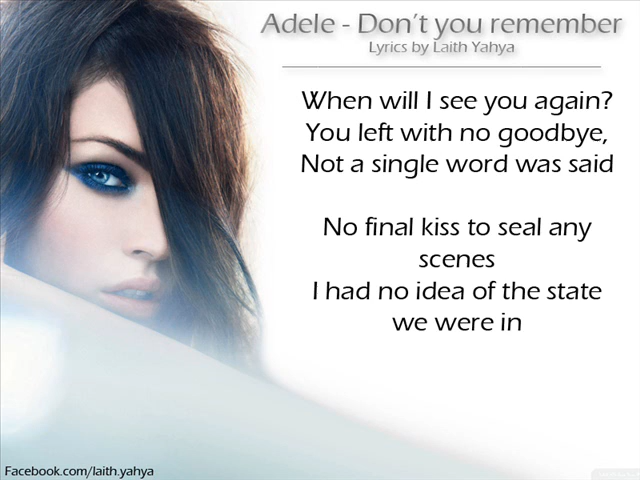 Adele - Don't you remember
Lyrics by Laith Yahya
When will I see you again?
You left with no goodbye,
Not a single word was said
No final kiss to seal any
scenes
I had no idea of the state
we were in
Facebook.com/laith.yahya